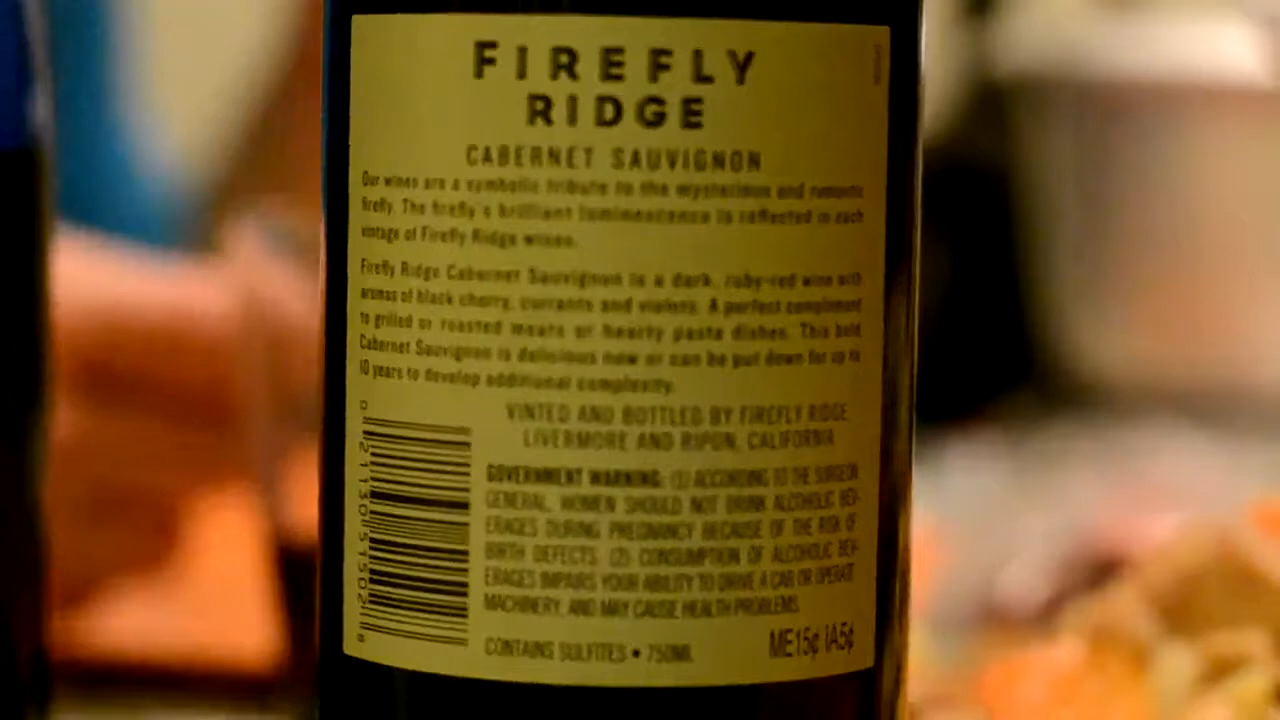 FIREFLY
RIDGE
CABERNET SAUVIGNON
Our wines are a symbolic tribute to the mysterious and romantic
firefly. The firefly's brilliant luminescence is reflected in each
vintage of Firefly Ridge wines.
Firefly Ridge Cabernet Sauvignon is a dark, ruby-red wine with
aromas of black cherry, currants and violets. A perfect compliment
to grilled or roasted meats or hearty pasta dishes. This bold
Cabernet Sauvignon is delicious now or can be put down for up to
10 years to develop additional complexity.
VINTED AND BOTTLED BY FIREFLY RIDGE,
LIVERMORE AND RIPON, CALIFORNIA
GOVERNMENT WARNING: (1) ACCORDING TO THE SURGEON
GENERAL, WOMEN SHOULD NOT DRINK ALCOHOLIC BEV-
ERAGES DURING PREGNANCY BECAUSE OF THE RISK OF
BIRTH DEFECTS. (2) CONSUMPTION OF ALCOHOLIC BEV-
ERAGES IMPAIRS YOUR ABILITY TO DRIVE A CAR OR OPERATE
MACHINERY, AND MAY CAUSE HEALTH PROBLEMS.
CONTAINS SULFITES • 750ML
ME15¢ IA5¢
0 21130 51502 8